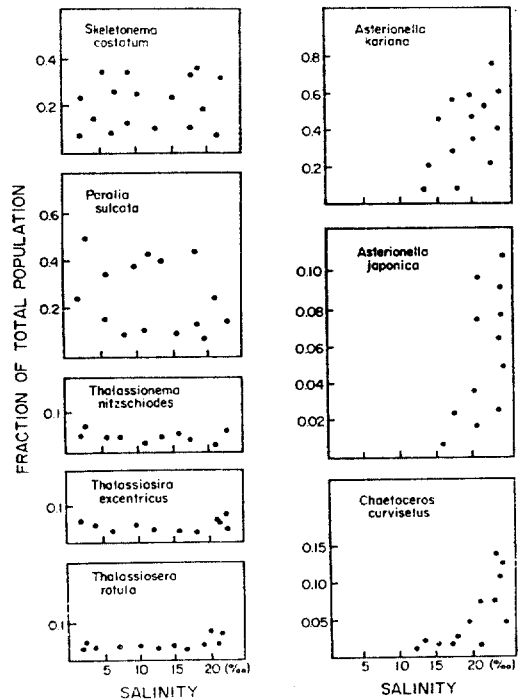 FRACTION OF TOTAL POPULATION
Skeletonema
costatum
0.4
0.2
Paralia
sulcata
0.6
0.4
0.2
Thalassionema
nitzschiodes
0.1
Thalassiosira
excentricus
0.1
Thalassiosera
rotula
0.1
5 10 15 20 (‰)
SALINITY
Asterionella
kariana
0.8
0.6
0.4
0.2
Asterionella
japonica
0.10
0.08
0.06
0.04
0.02
Chaetoceros
curvisetus
0.15
0.10
0.05
5 10 15 20 (‰)
SALINITY